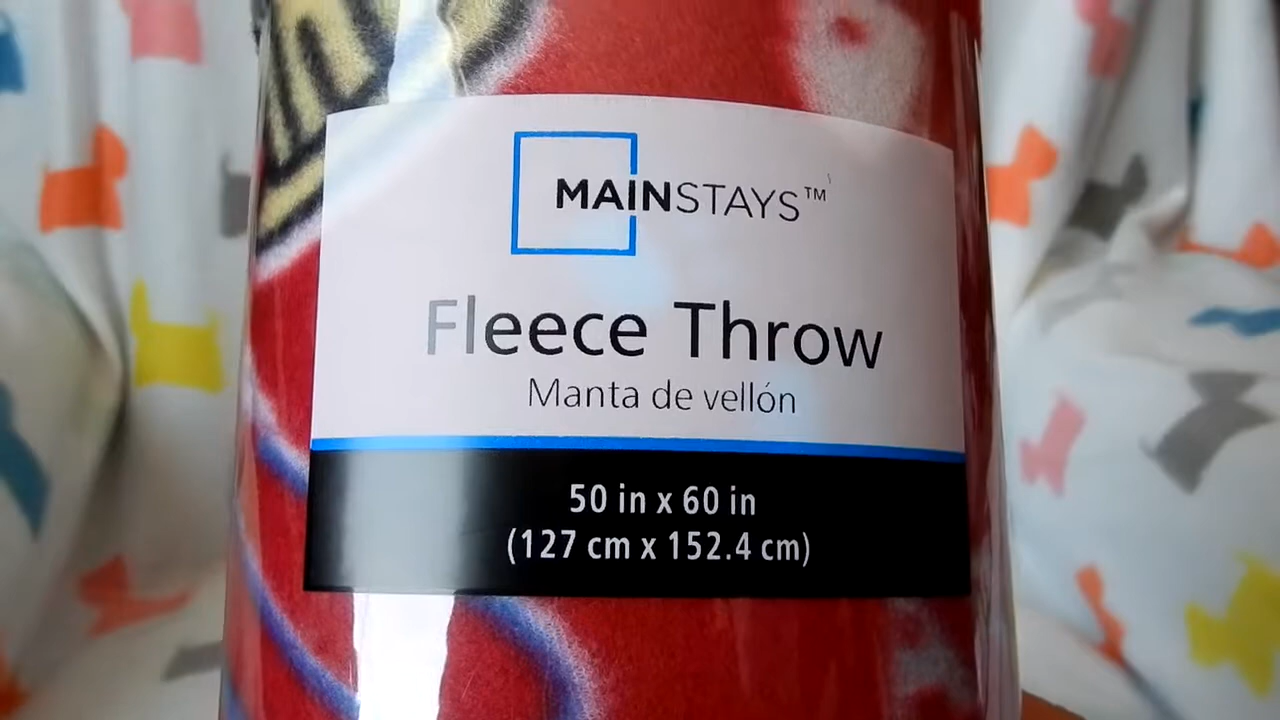 MAINSTAYS™
Fleece Throw
Manta de vellón
50 in x 60 in
(127 cm x 152.4 cm)